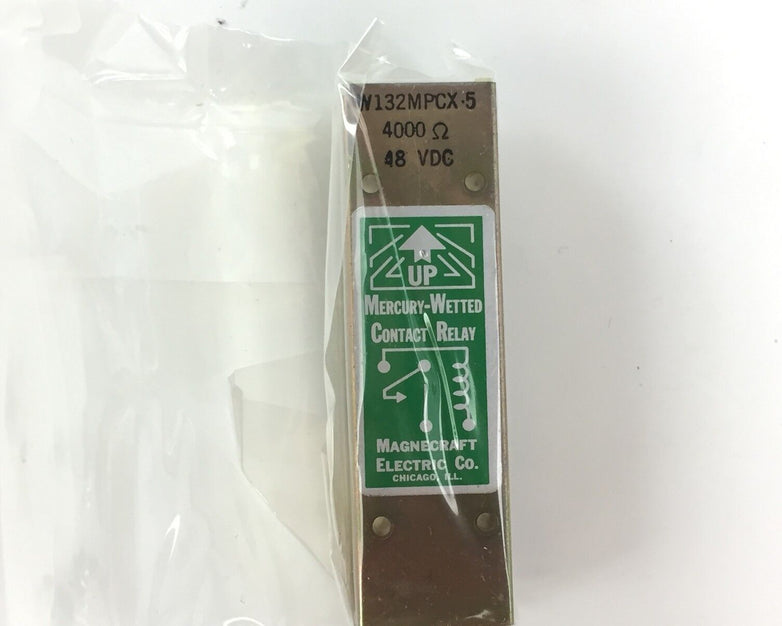 W132MPCX-5
4000 Ω
48 VDC
UP
MERCURY-WETTED
CONTACT RELAY
MAGNECRAFT
ELECTRIC CO.
CHICAGO, ILL.